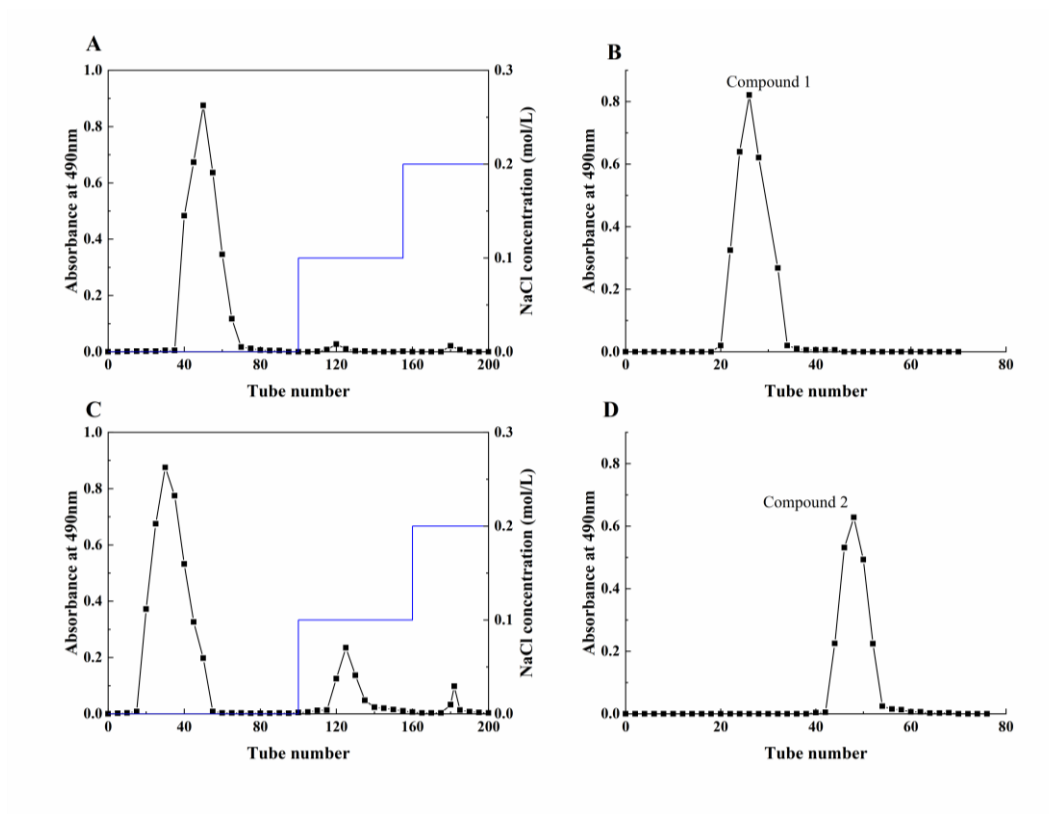 A
1.0
0.8
0.6
0.4
0.2
0.0
Absorbance at 490nm
0.3
0.2
0.1
0.0
NaCl concentration (mol/L)
0 40 80 120 160 200
Tube number
B
Compound 1
0.8
0.6
0.4
0.2
0.0
Absorbance at 490nm
0 20 40 60 80
Tube number
C
1.0
0.8
0.6
0.4
0.2
0.0
Absorbance at 490nm
0.3
0.2
0.1
0.0
NaCl concentration (mol/L)
0 40 80 120 160 200
Tube number
D
Compound 2
0.8
0.6
0.4
0.2
0.0
Absorbance at 490nm
0 20 40 60 80
Tube number